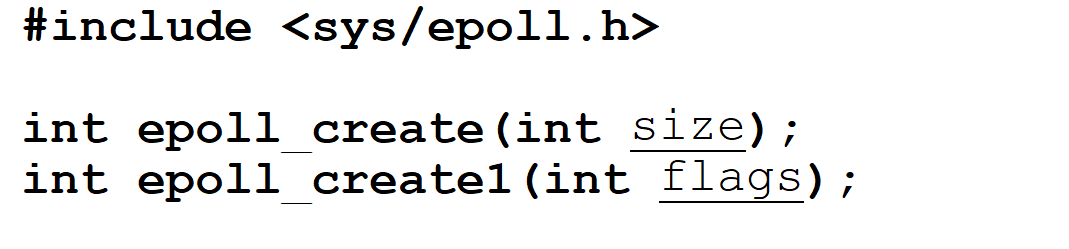 #include <sys/epoll.h>
int epoll_create(int size);
int epoll_create1(int flags);